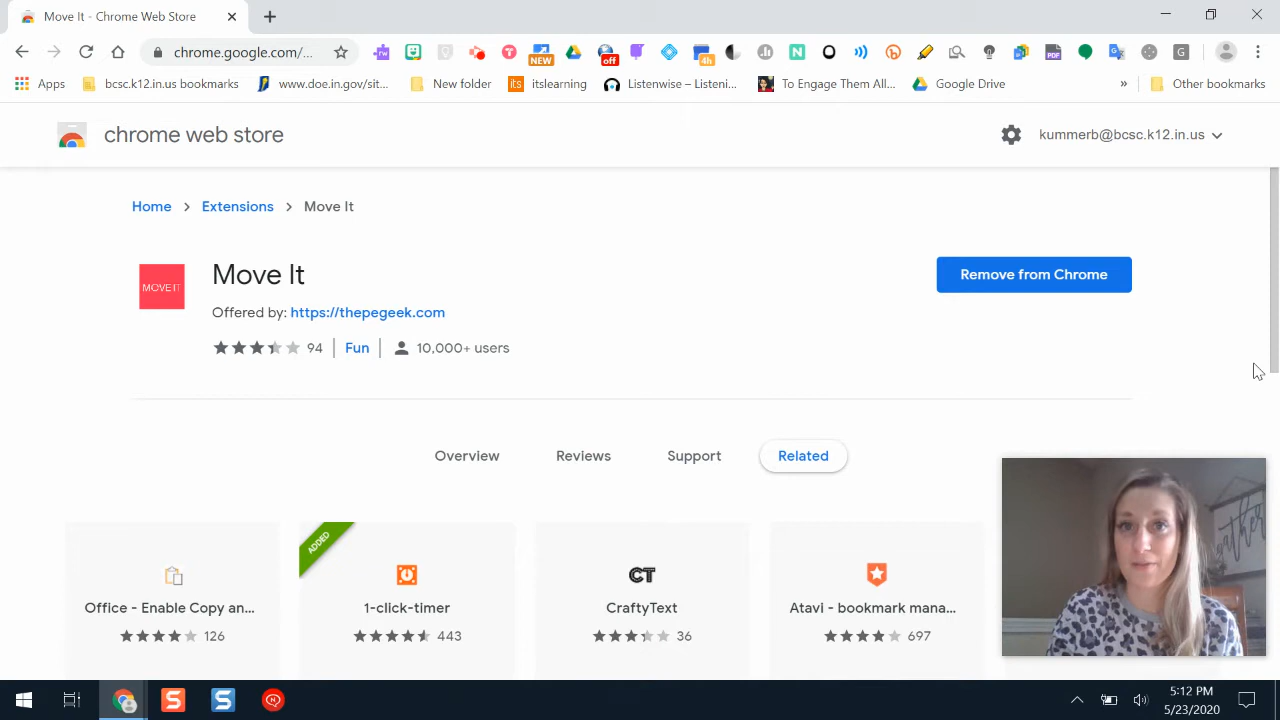 Move It - Chrome Web Store
chrome.google.com/...
rw
NEW
off
4h
N
PDF
G
Apps
bcsc.k12.in.us bookmarks
www.doe.in.gov/sit...
New folder
its
itslearning
Listenwise – Listeni...
To Engage Them All...
Google Drive
»
Other bookmarks
chrome web store
kummerb@bcsc.k12.in.us
Home > Extensions > Move It
MOVE IT
Move It
Remove from Chrome
Offered by: https://thepegeek.com
94 | Fun | 10,000+ users
Overview
Reviews
Support
Related
ADDED
CT
Office - Enable Copy an...
1-click-timer
CraftyText
Atavi - bookmark mana...
126
443
36
697
S
S
N
5:12 PM
5/23/2020